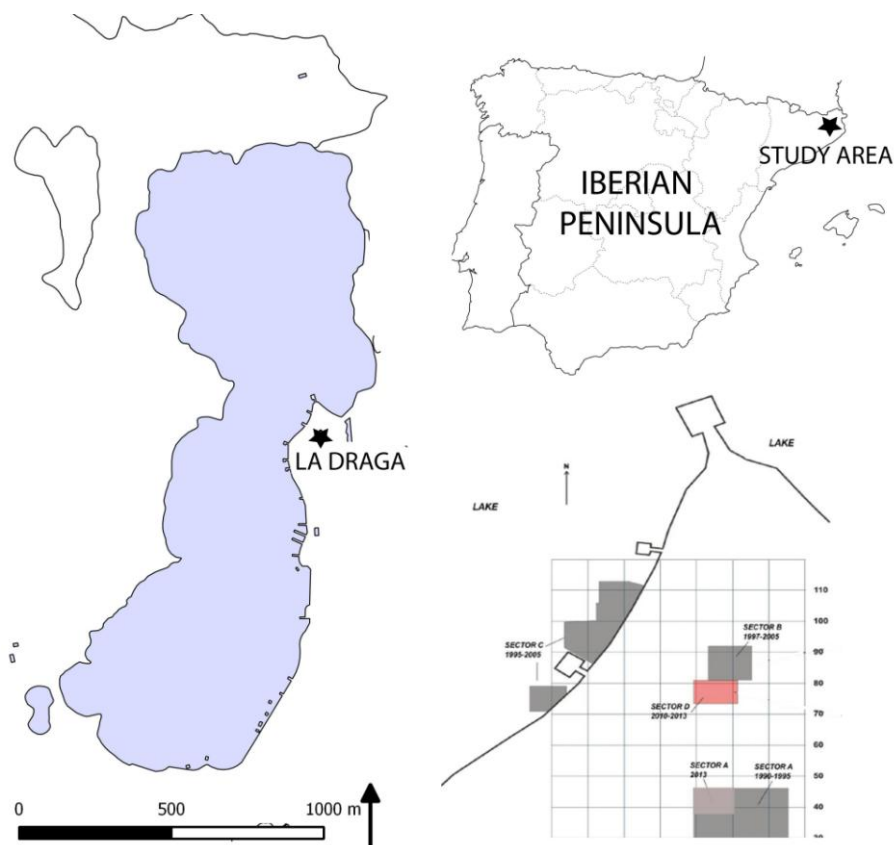 LA DRAGA
0 500 1000 m
IBERIAN
PENINSULA
STUDY AREA
LAKE
LAKE
N
110
100
90
80
70
60
50
40
30
SECTOR C
1995-2005
SECTOR B
1997-2005
SECTOR D
2010-2013
SECTOR A
2013
SECTOR A
1990-1995